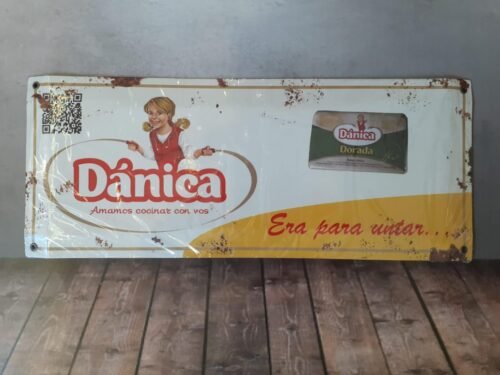 Dánica
Amamos cocinar con vos
Dánica
Dorada
Era para untar...